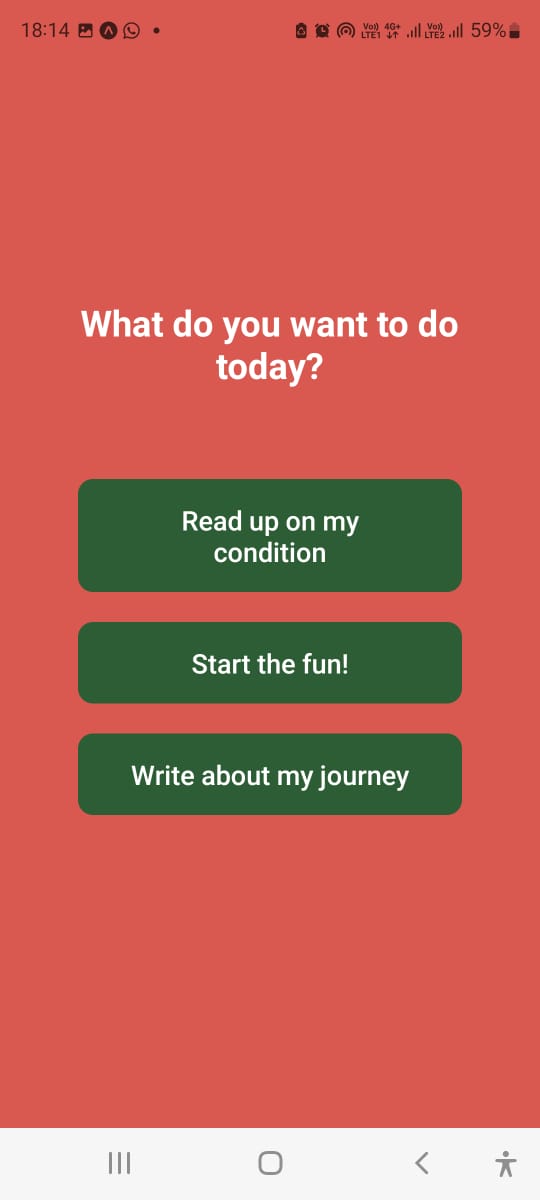 18:14
Vo)) LTE1 4G+ Vo)) LTE2 59%
What do you want to do
today?
Read up on my
condition
Start the fun!
Write about my journey